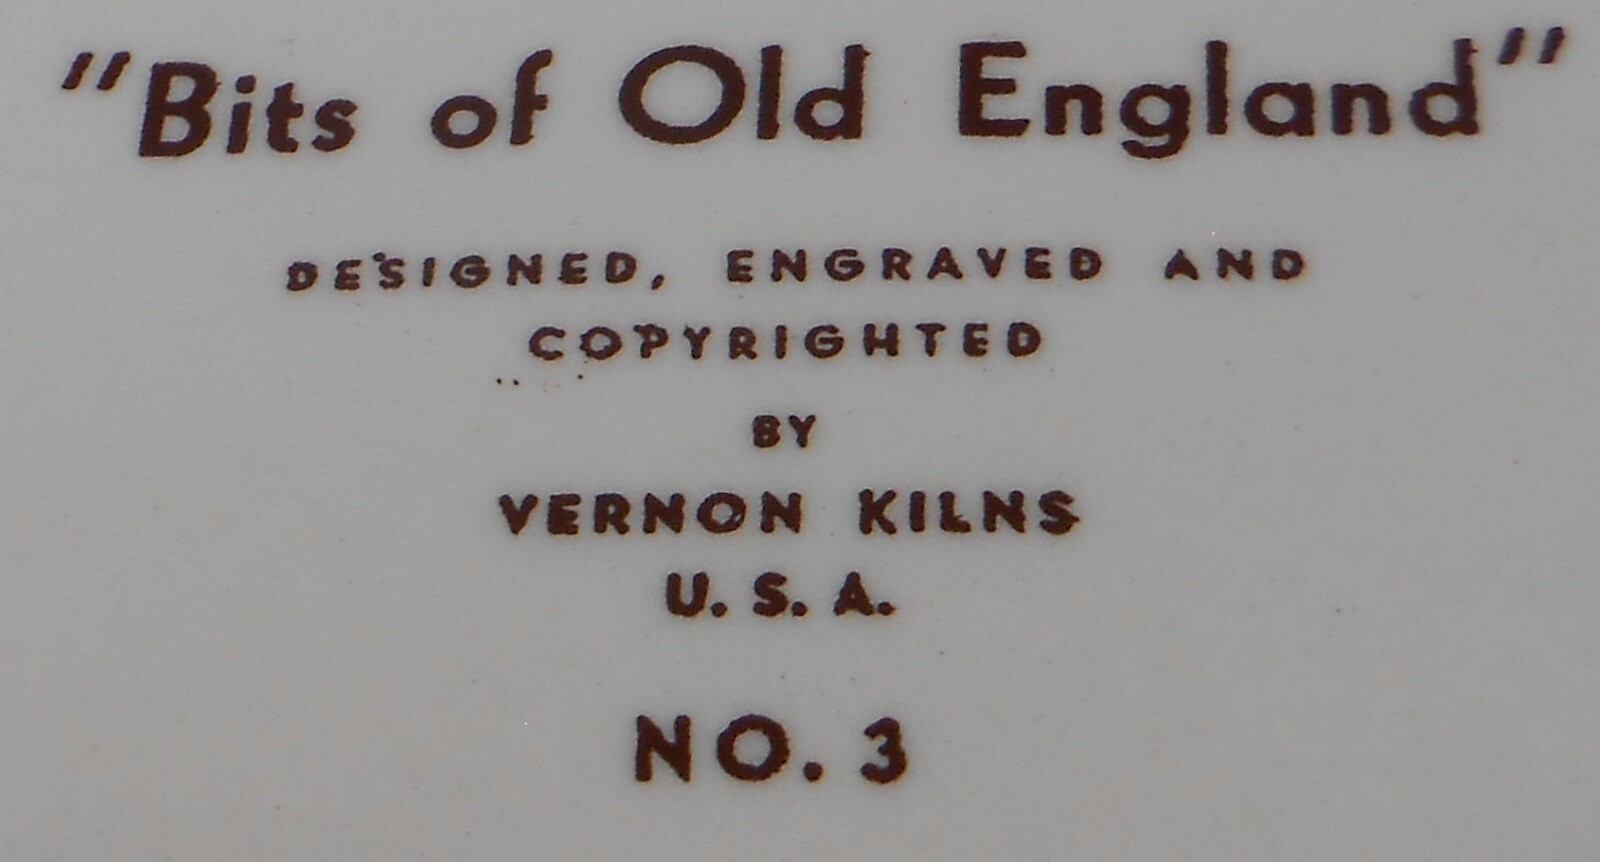 "Bits of Old England"
DESIGNED, ENGRAVED AND
COPYRIGHTED
BY
VERNON KILNS
U. S. A.
NO. 3